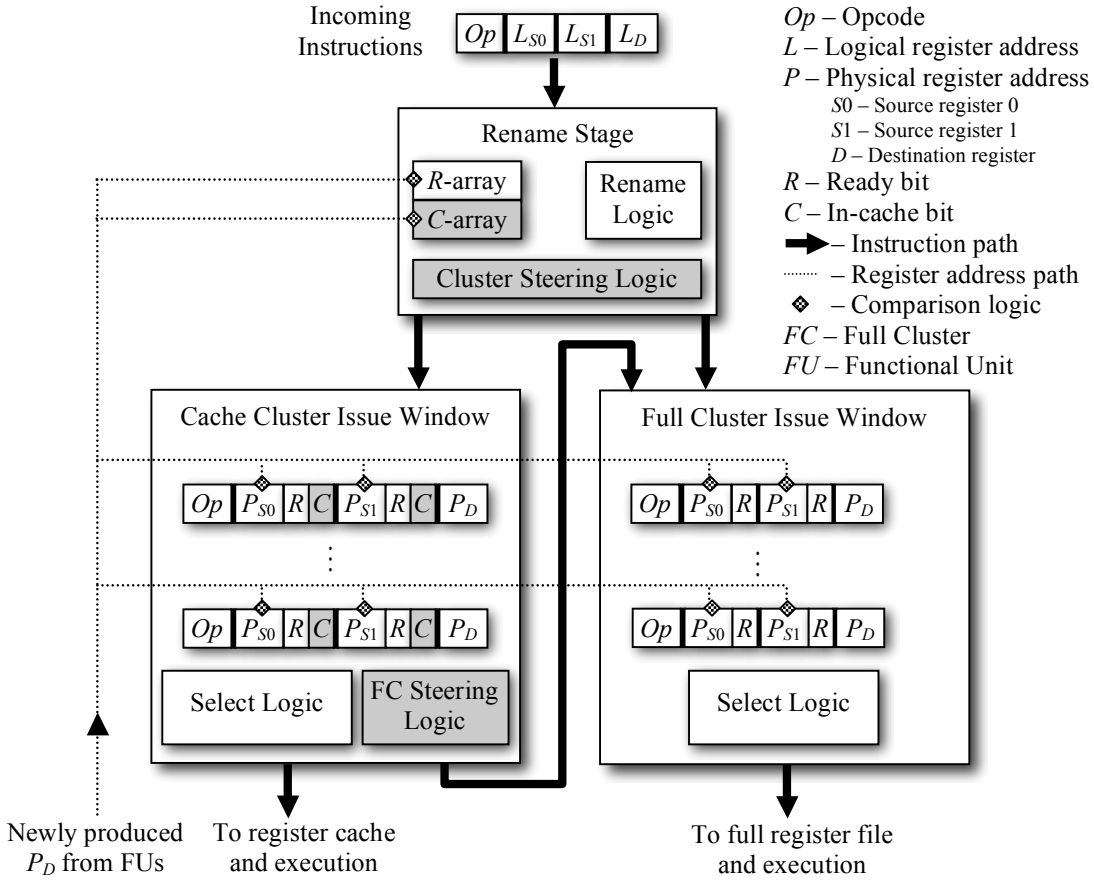 Incoming
Instructions
Op L_S0 L_S1 L_D
Op – Opcode
L – Logical register address
P – Physical register address
S0 – Source register 0
S1 – Source register 1
D – Destination register
R – Ready bit
C – In-cache bit
– Instruction path
– Register address path
– Comparison logic
FC – Full Cluster
FU – Functional Unit
Rename Stage
R-array
C-array
Rename
Logic
Cluster Steering Logic
Cache Cluster Issue Window
Op P_S0 R C P_S1 R C P_D
⋮
Op P_S0 R C P_S1 R C P_D
Select Logic
FC Steering
Logic
Full Cluster Issue Window
Op P_S0 R P_S1 R P_D
⋮
Op P_S0 R P_S1 R P_D
Select Logic
Newly produced
P_D from FUs
To register cache
and execution
To full register file
and execution